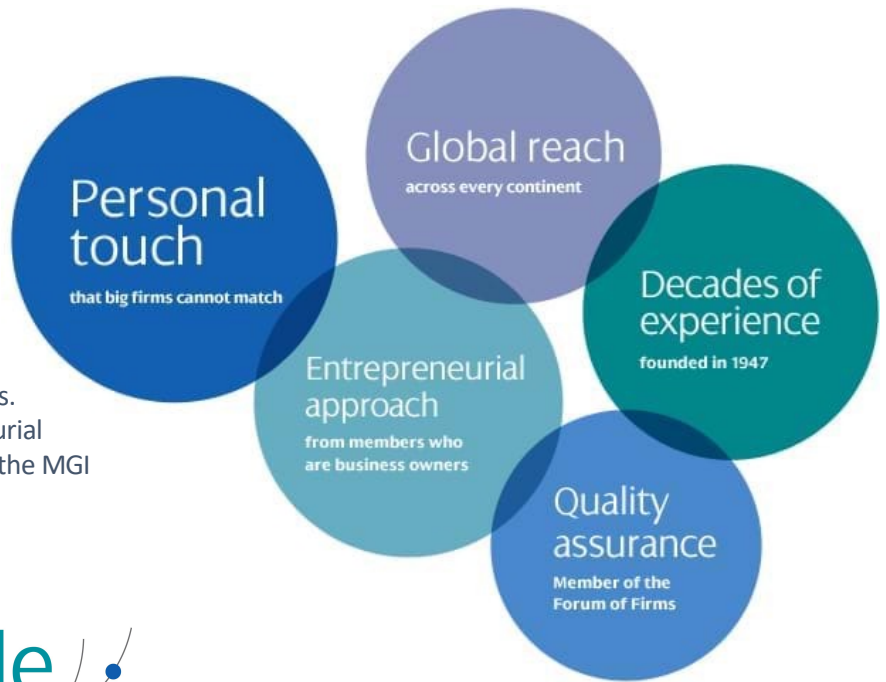 Global reach
across every continent
Personal
touch
that big firms cannot match
Decades of
experience
founded in 1947
Entrepreneurial
approach
from members who
are business owners
the MGI
Quality
assurance
Member of the
Forum of Firms